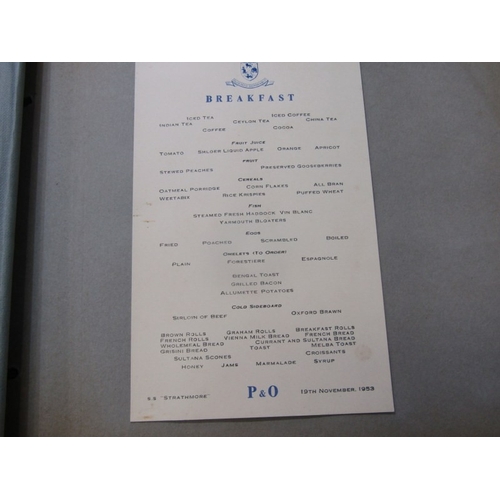 BREAKFAST
Iced Tea Iced Coffee
Indian Tea Ceylon Tea China Tea
Coffee Cocoa
Fruit Juice
Tomato Smloer Liquid Apple Orange Apricot
Fruit
Stewed Peaches Preserved Gooseberries
Cereals
Oatmeal Porridge Corn Flakes All Bran
Weetabix Rice Krispies Puffed Wheat
Fish
Steamed Fresh Haddock Vin Blanc
Yarmouth Bloaters
Eggs
Fried Poached Scrambled Boiled
Omelets (To Order)
Plain Forestiere Espagnole
Bengal Toast
Grilled Bacon
Allumette Potatoes
Cold Sideboard
Sirloin of Beef Oxford Brawn
Brown Rolls Graham Rolls Breakfast Rolls
French Rolls Vienna Milk Bread French Bread
Wholemeal Bread Currant and Sultana Bread
Grisini Bread Toast Melba Toast
Sultana Scones Croissants
Honey Jams Marmalade Syrup
S.S "Strathmore" P&O 19th November, 1953